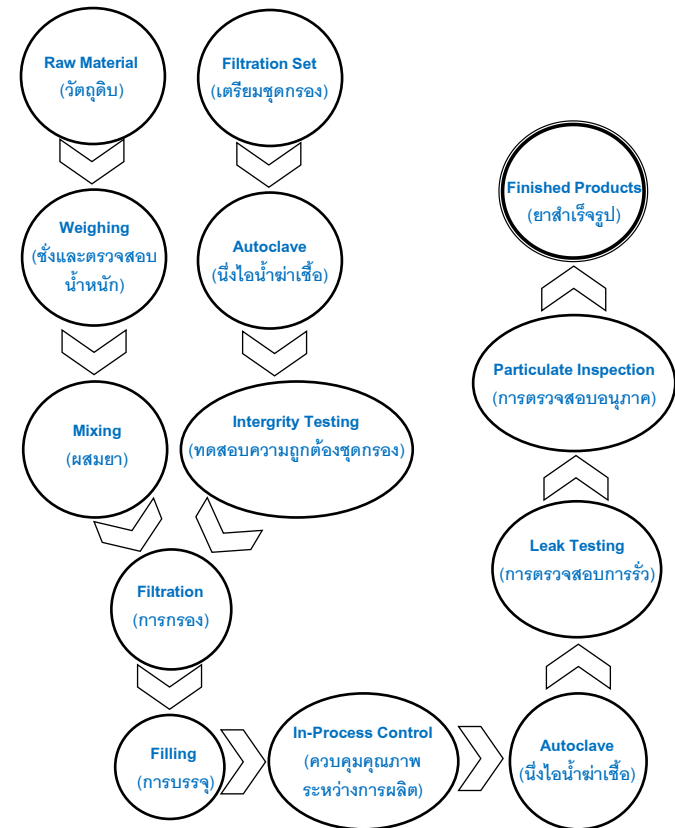 Raw Material
(วัตถุดิบ)
Filtration Set
(เตรียมชุดกรอง)
Weighing
(ชั่งและตรวจสอบ
น้ำหนัก)
Autoclave
(นึ่งไอน้ำฆ่าเชื้อ)
Mixing
(ผสมยา)
Intergrity Testing
(ทดสอบความถูกต้องชุดกรอง)
Filtration
(การกรอง)
Filling
(การบรรจุ)
In-Process Control
(ควบคุมคุณภาพ
ระหว่างการผลิต)
Autoclave
(นึ่งไอน้ำฆ่าเชื้อ)
Leak Testing
(การตรวจสอบการรั่ว)
Particulate Inspection
(การตรวจสอบอนุภาค)
Finished Products
(ยาสำเร็จรูป)